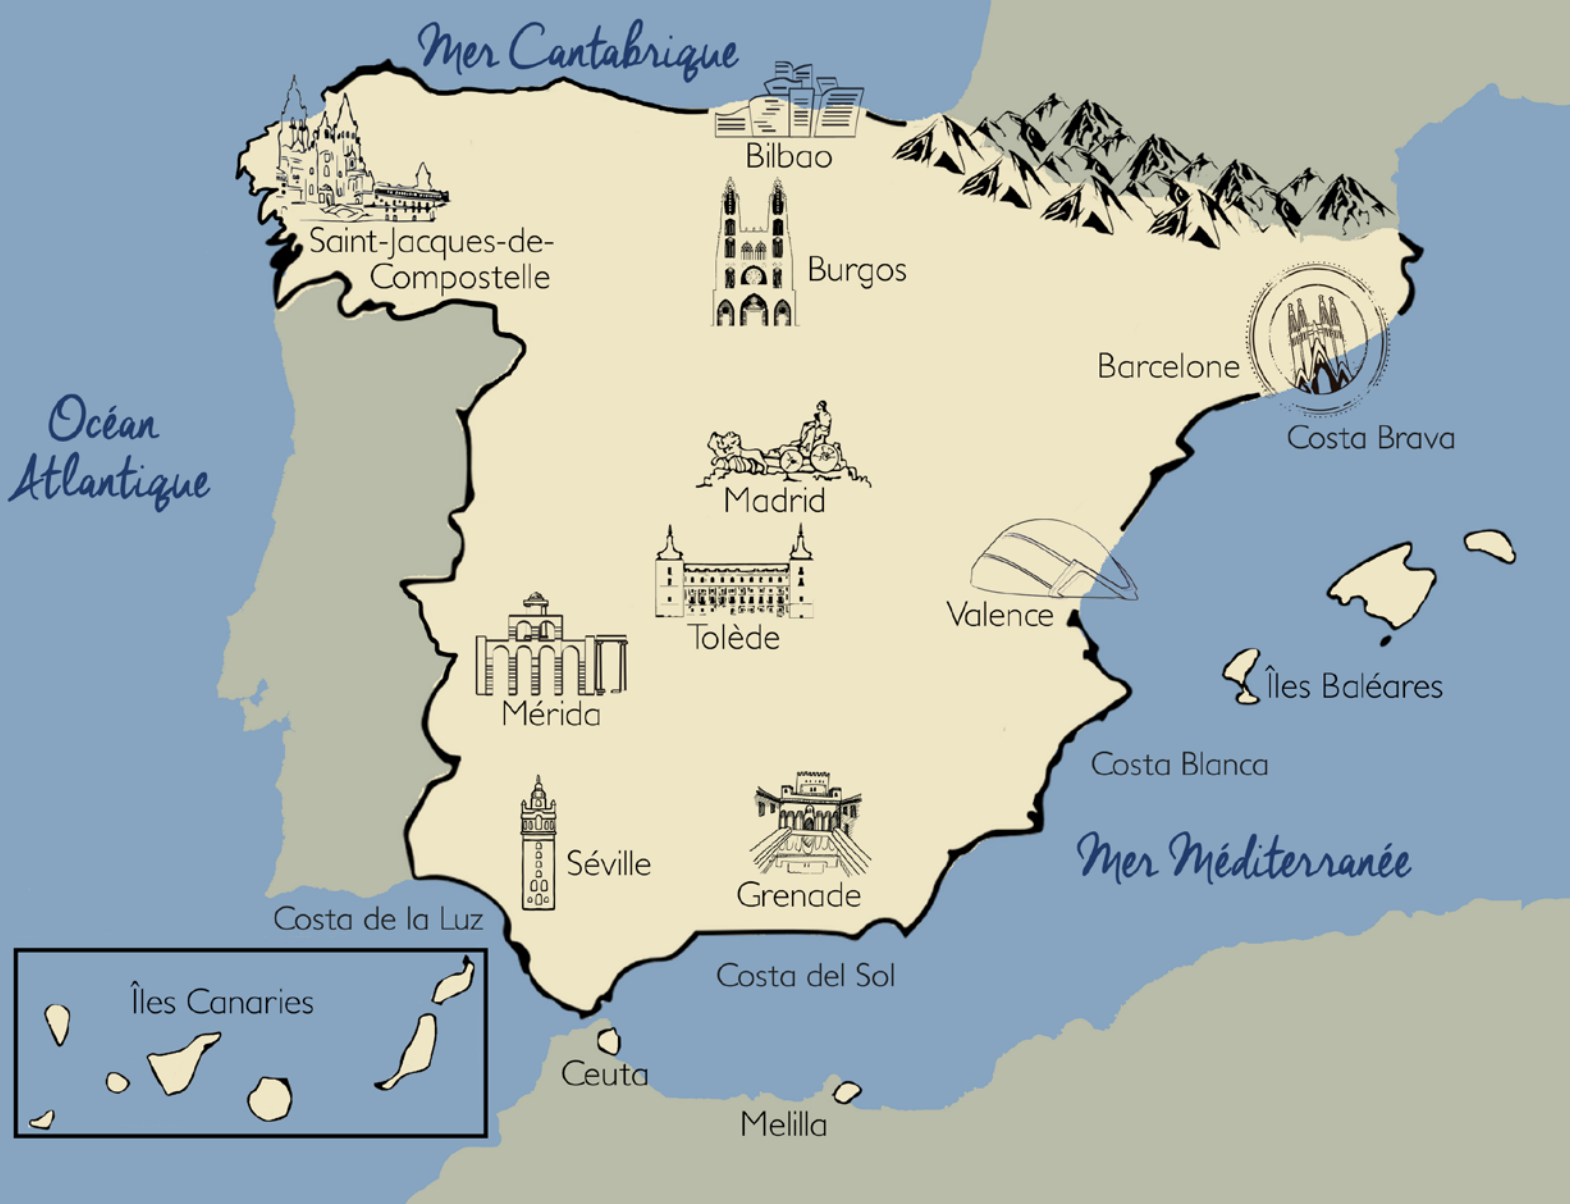 Mer Cantabrique
Bilbao
Saint-Jacques-de-
Compostelle
Burgos
Barcelone
Océan
Atlantique
Costa Brava
Madrid
Valence
Tolède
Îles Baléares
Mérida
Costa Blanca
Mer Méditerranée
Séville
Grenade
Costa de la Luz
Costa del Sol
Îles Canaries
Ceuta
Melilla